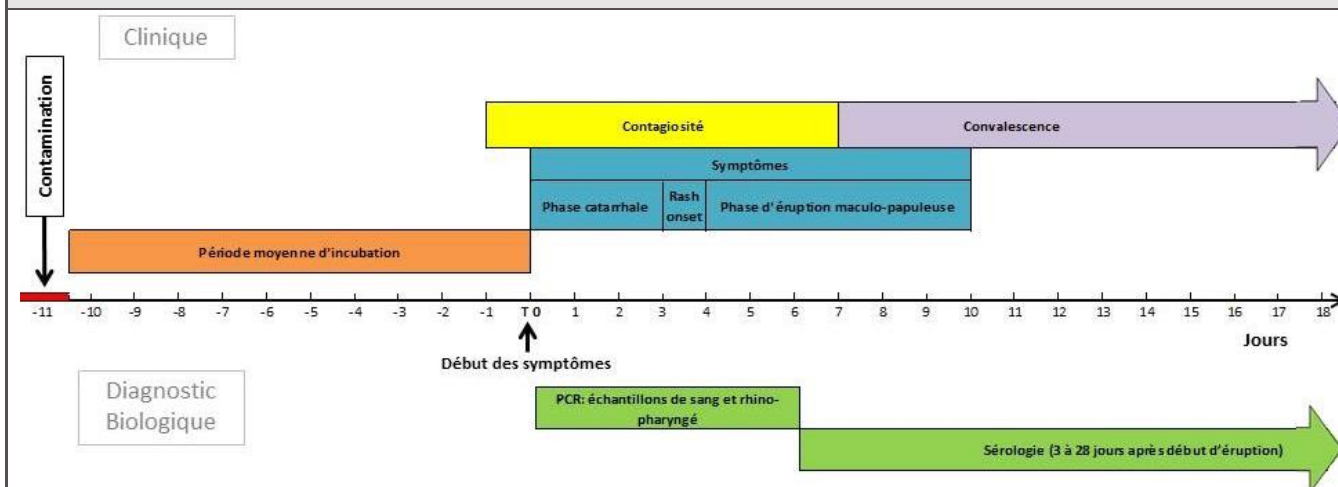 Clinique
Contamination
Contagiosité
Convalescence
Symptômes
Phase catarrhale
Rash
onset
Phase d'éruption maculo-papuleuse
Période moyenne d'incubation
-11 -10 -9 -8 -7 -6 -5 -4 -3 -2 -1 T 0 1 2 3 4 5 6 7 8 9 10 11 12 13 14 15 16 17 18
Jours
Début des symptômes
Diagnostic
Biologique
PCR: échantillons de sang et rhino-
pharyngé
Sérologie (3 à 28 jours après début d'éruption)